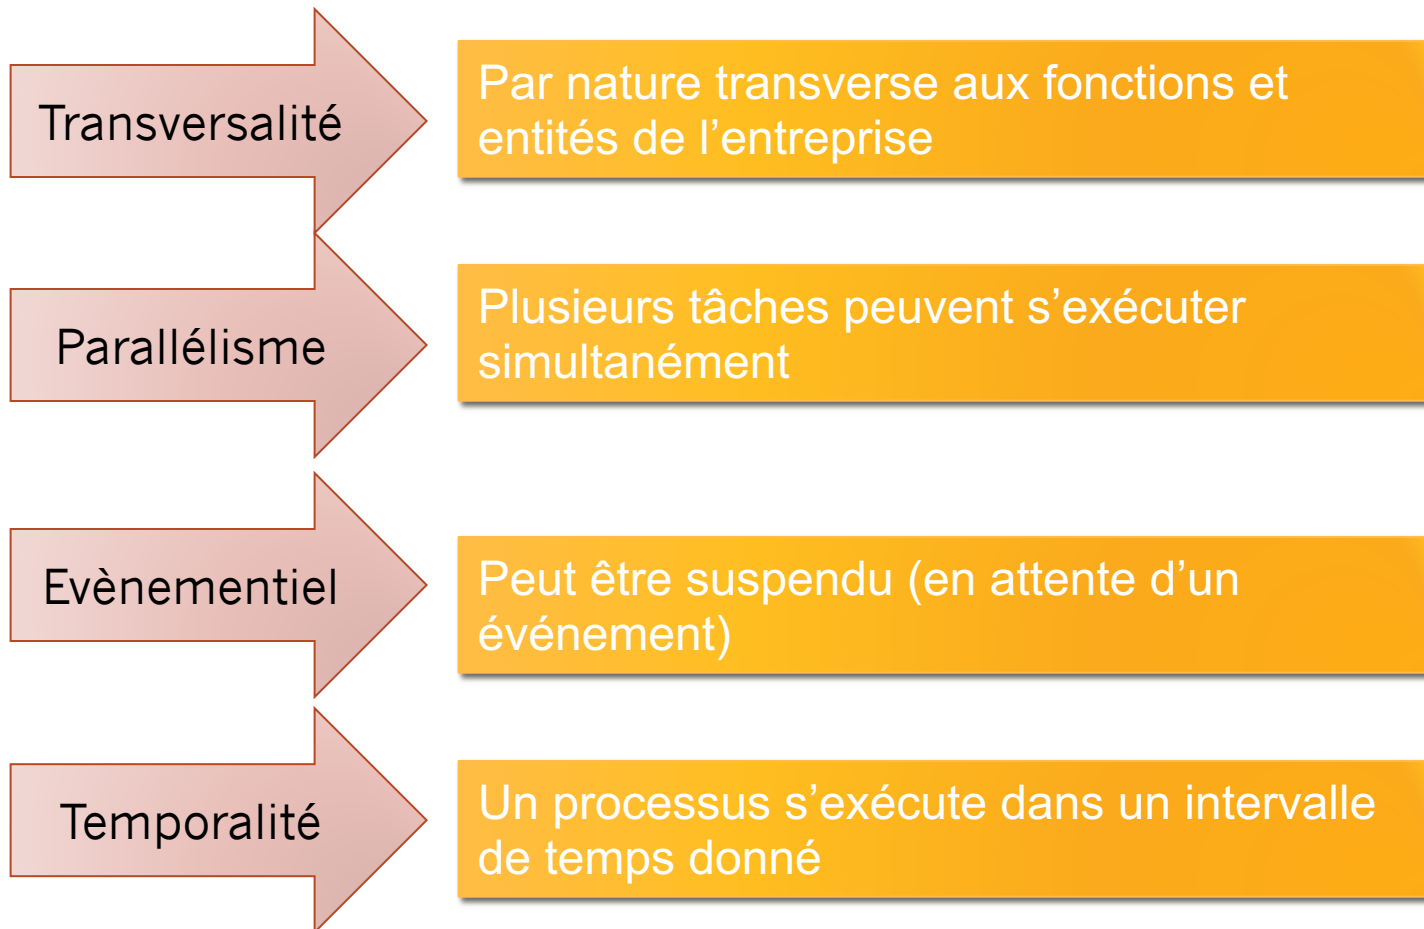 Transversalité
Par nature transverse aux fonctions et
entités de l’entreprise
Parallélisme
Plusieurs tâches peuvent s’exécuter
simultanément
Evènementiel
Peut être suspendu (en attente d’un
événement)
Temporalité
Un processus s’exécute dans un intervalle
de temps donné